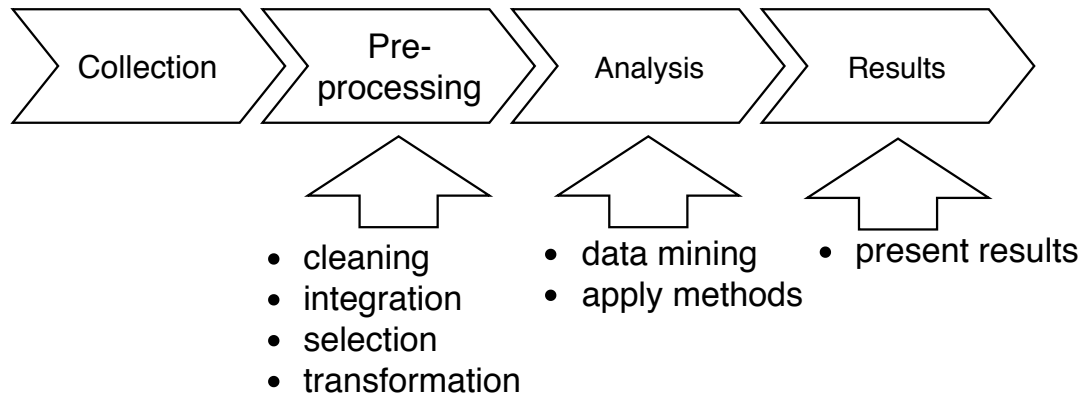 Collection
Pre-
processing
Analysis
Results
• cleaning
• integration
• selection
• transformation
• data mining
• apply methods
• present results